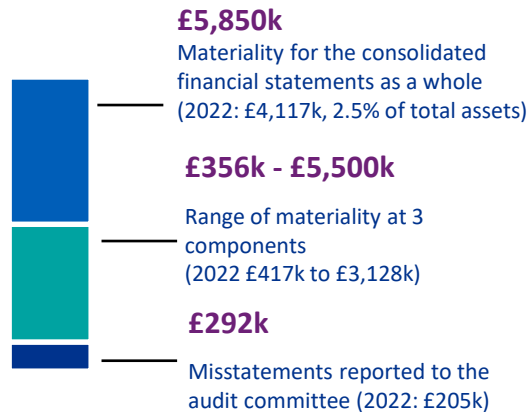 £5,850k
Materiality for the consolidated
financial statements as a whole
(2022: £4,117k, 2.5% of total assets)
£356k - £5,500k
Range of materiality at 3
components
(2022 £417k to £3,128k)
£292k
Misstatements reported to the
audit committee (2022: £205k)